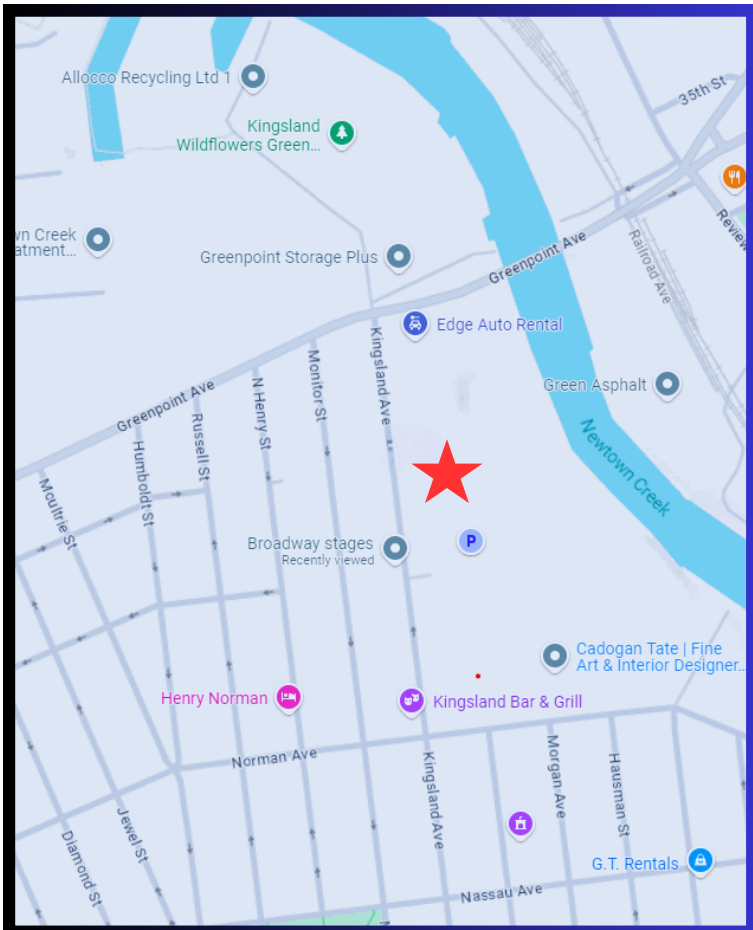 Allocco Recycling Ltd 1
35th St
Kingsland
Wildflowers Green...
wn Creek
atment...
Greenpoint Storage Plus
Greenpoint Ave
Review
Railroad Ave
Edge Auto Rental
Kingsland Ave
Monitor St
N Henry St
Green Asphalt
Greenpoint Ave
Russell St
Humboldt St
Newtown Creek
Moultrie St
P
Broadway stages
Recently viewed
Cadogan Tate | Fine
Art & Interior Designer...
Henry Norman
Kingsland Bar & Grill
Norman Ave
Kingsland Ave
Morgan Ave
Hausman St
Jewel St
Diamond St
G.T. Rentals
Nassau Ave